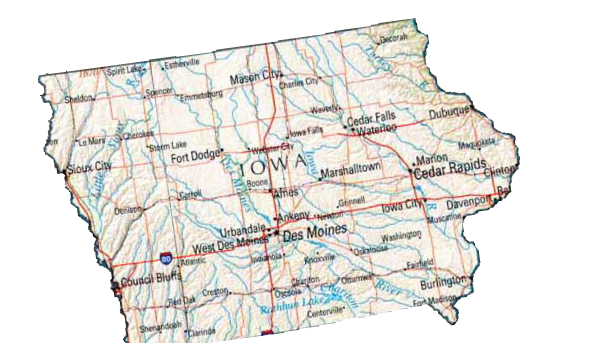 Decorah
1670
Spirit Lake
Estherville
Mason City
Charles City
Sheldon
Spencer
Emmetsburg
Waverly
Dubuque
Cedar Falls
Waterloo
Le Mars
Cherokee
Storm Lake
Iowa Falls
Webster City
Fort Dodge
Maquoketa
IOWA
Marion
Cedar Rapids
Sioux City
Marshalltown
Clinton
Boone
Ames
Carroll
Denison
Grinnell
Iowa City
Davenport
Ankeny
Newton
Muscatine
Urbandale
Des Moines
West Des Moines
Washington
80
Atlantic
Indianola
Knoxville
Oskaloosa
Fairfield
Council Bluffs
Chariton
Ottumwa
Burlington
Red Oak
Creston
Osceola
Chariton
River
Rathbun Lake
Fort Madison
Centerville
Shenandoah
Clarinda